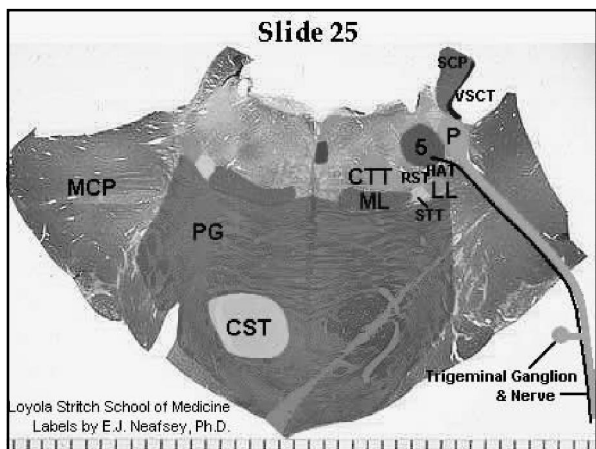 Slide 25
SCP
VSCT
5
P
MCP
CTT
RST
HAT
LL
ML
STT
PG
CST
Trigeminal Ganglion
& Nerve
Loyola Stritch School of Medicine
Labels by E.J. Neafsey, Ph.D.